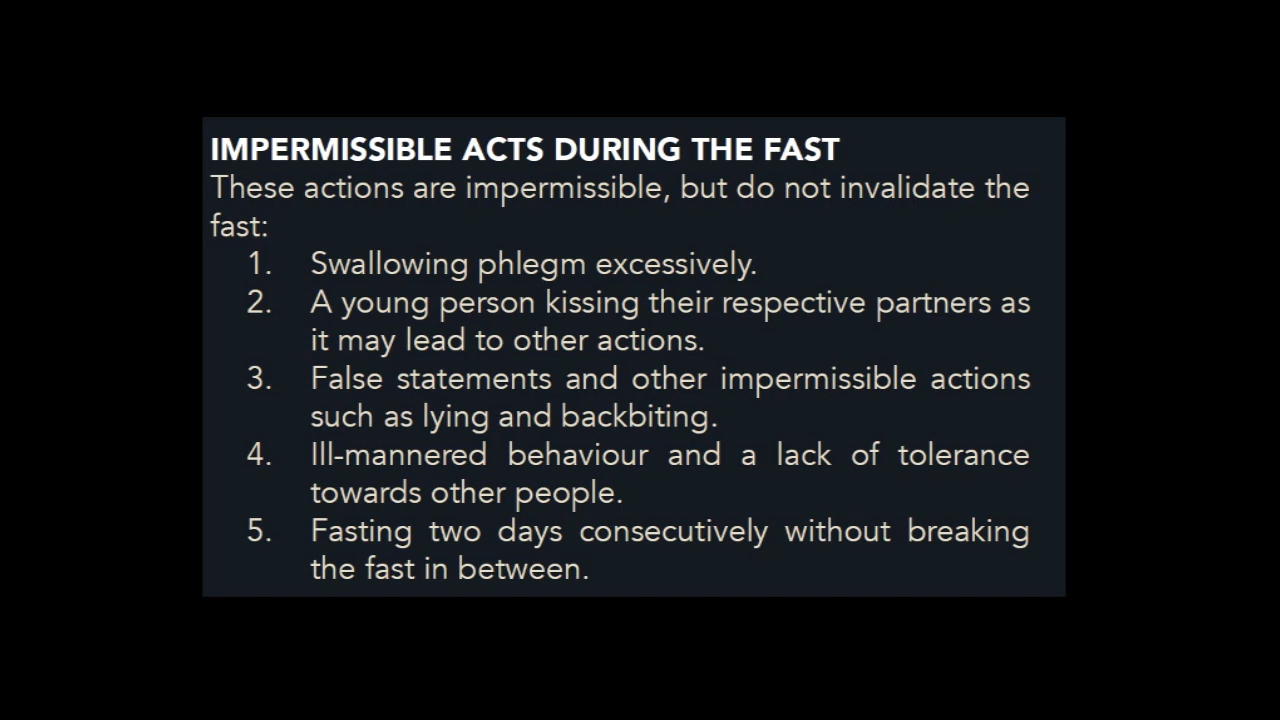 IMPERMISSIBLE ACTS DURING THE FAST
These actions are impermissible, but do not invalidate the
fast:
1. Swallowing phlegm excessively.
2. A young person kissing their respective partners as
it may lead to other actions.
3. False statements and other impermissible actions
such as lying and backbiting.
4. Ill-mannered behaviour and a lack of tolerance
towards other people.
5. Fasting two days consecutively without breaking
the fast in between.